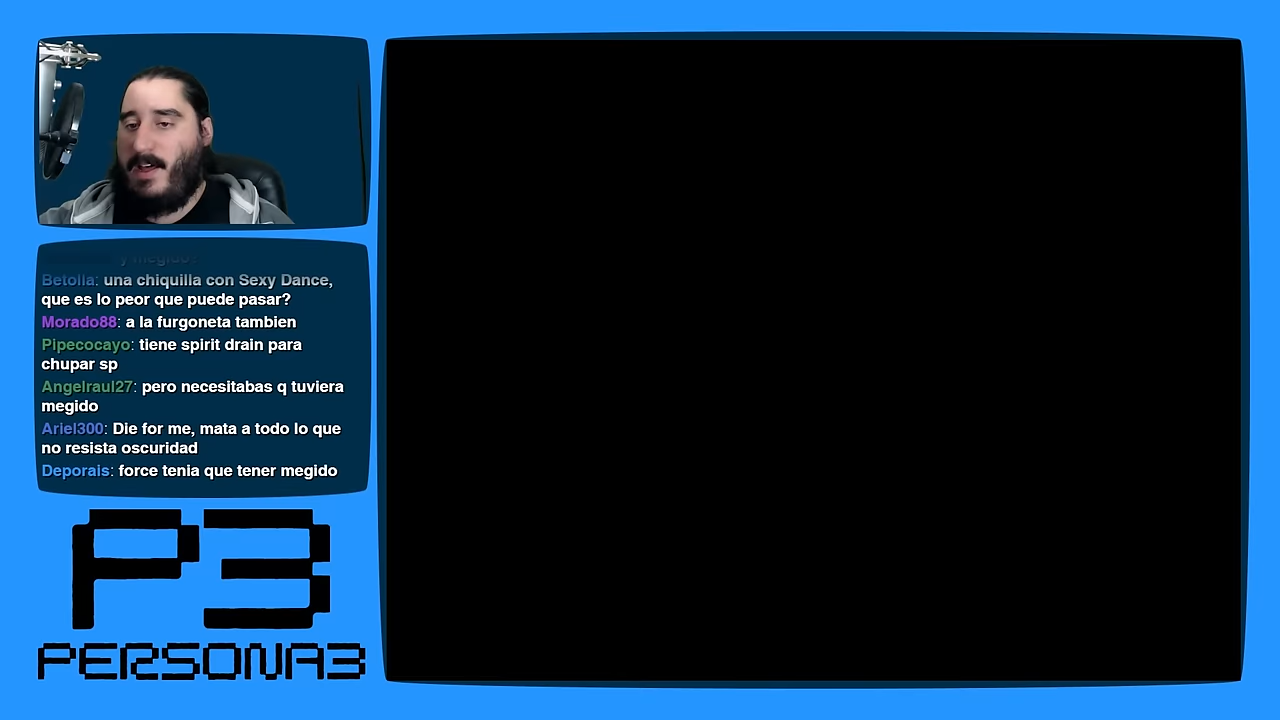 y megido?
Betolla: una chiquilla con Sexy Dance,
que es lo peor que puede pasar?
Morado88: a la furgoneta tambien
Pipecocayo: tiene spirit drain para
chupar sp
Angelraul27: pero necesitabas q tuviera
megido
Ariel300: Die for me, mata a todo lo que
no resista oscuridad
Deporais: force tenia que tener megido
P3
PERSONA3